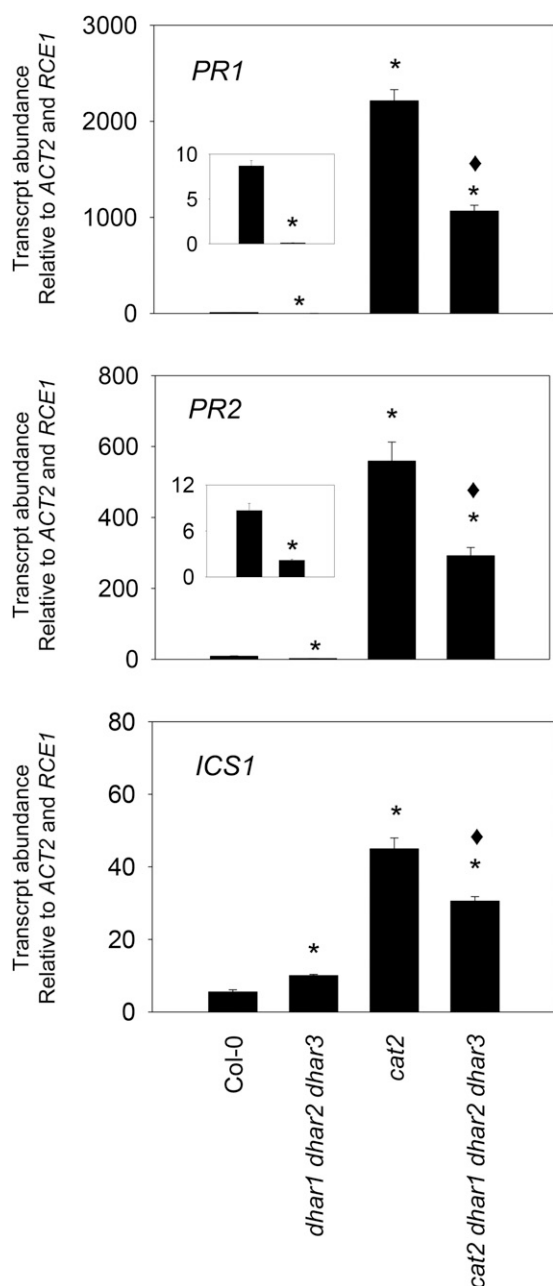 Transcrpt abundance
Relative to ACT2 and RCE1
3000
2000
1000
0
PR1
10
5
0
*
*
*
♦
*
Transcrpt abundance
Relative to ACT2 and RCE1
800
600
400
200
0
PR2
12
6
0
*
*
*
♦
*
Transcrpt abundance
Relative to ACT2 and RCE1
80
60
40
20
0
ICS1
*
*
♦
*
Col-0
dhar1 dhar2 dhar3
cat2
cat2 dhar1 dhar2 dhar3